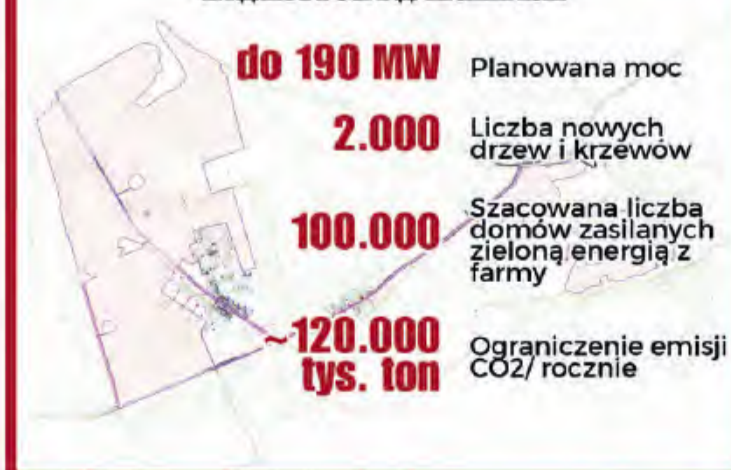 do 190 MW
Planowana moc
2.000
Liczba nowych
drzew i krzewów
100.000
Szacowana liczba
domów zasilanych
zieloną energią z
farmy
~120.000
tys. ton
Ograniczenie emisji
CO2/ rocznie